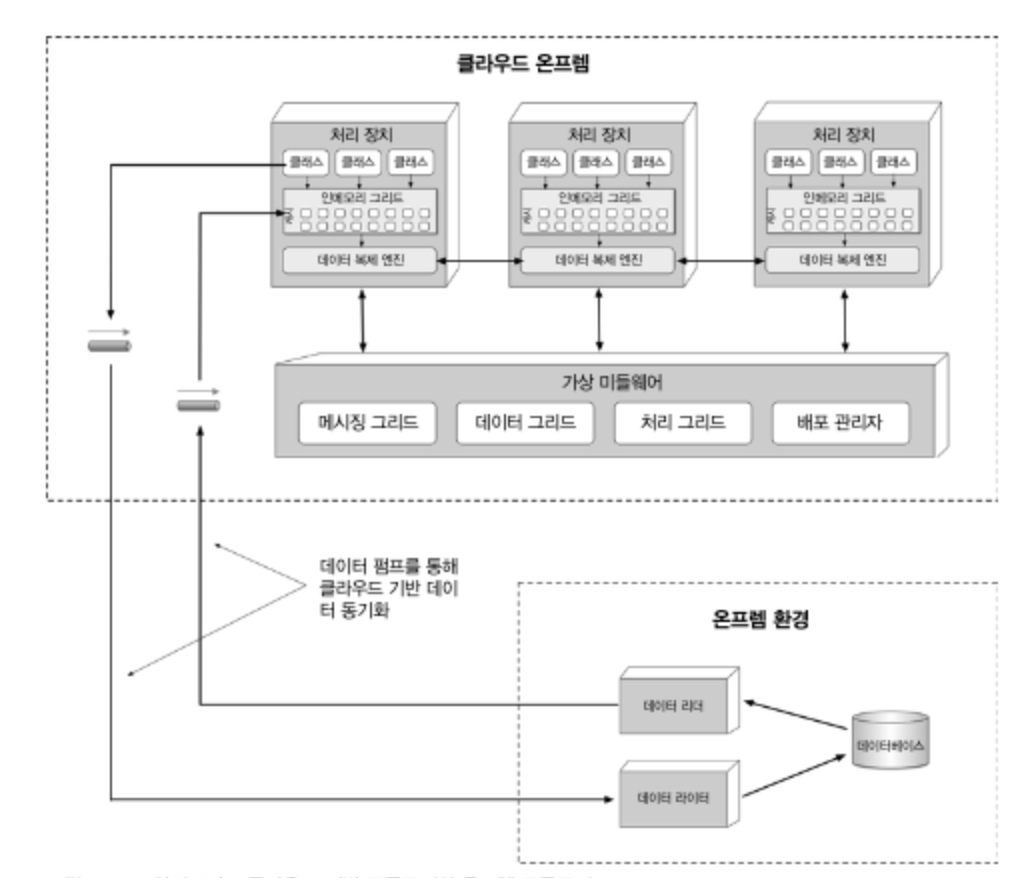 클라우드 온프렘
처리 장치
클래스 클래스 클래스
인메모리 그리드
캐시
데이터 복제 엔진
처리 장치
클래스 클래스 클래스
인메모리 그리드
캐시
데이터 복제 엔진
처리 장치
클래스 클래스 클래스
인메모리 그리드
캐시
데이터 복제 엔진
가상 미들웨어
메시징 그리드 데이터 그리드 처리 그리드 배포 관리자
데이터 펌프를 통해
클라우드 기반 데이
터 동기화
온프렘 환경
데이터 리더
데이터베이스
데이터 라이터